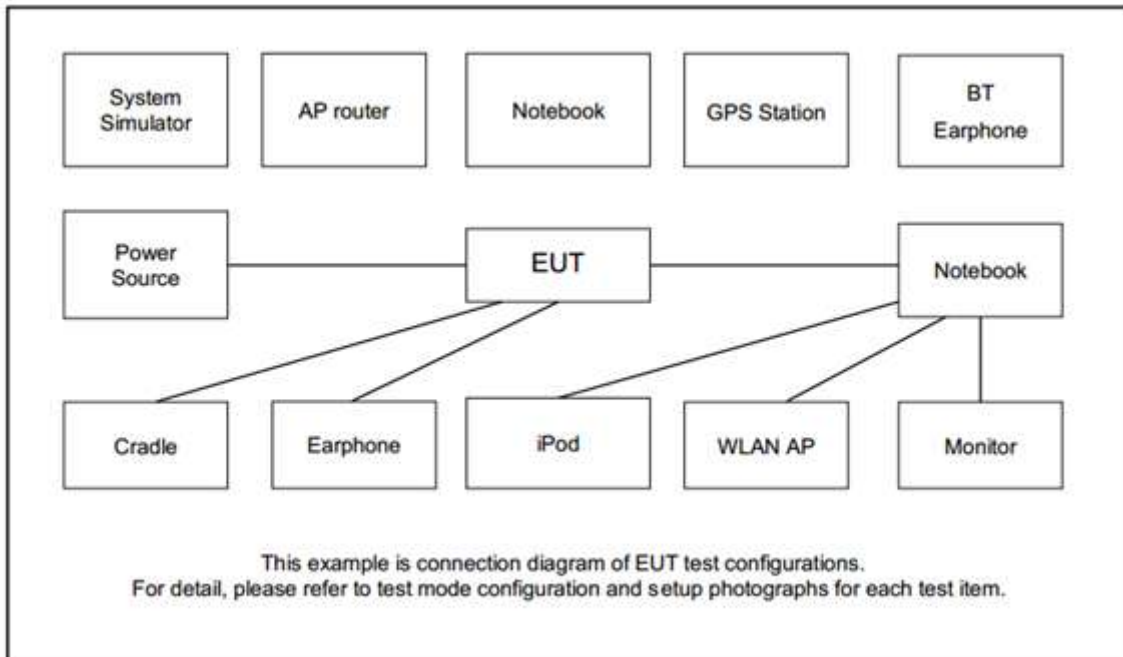 System
Simulator
AP router
Notebook
GPS Station
BT
Earphone
Power
Source
EUT
Notebook
Cradle
Earphone
iPod
WLAN AP
Monitor
This example is connection diagram of EUT test configurations.
For detail, please refer to test mode configuration and setup photographs for each test item.